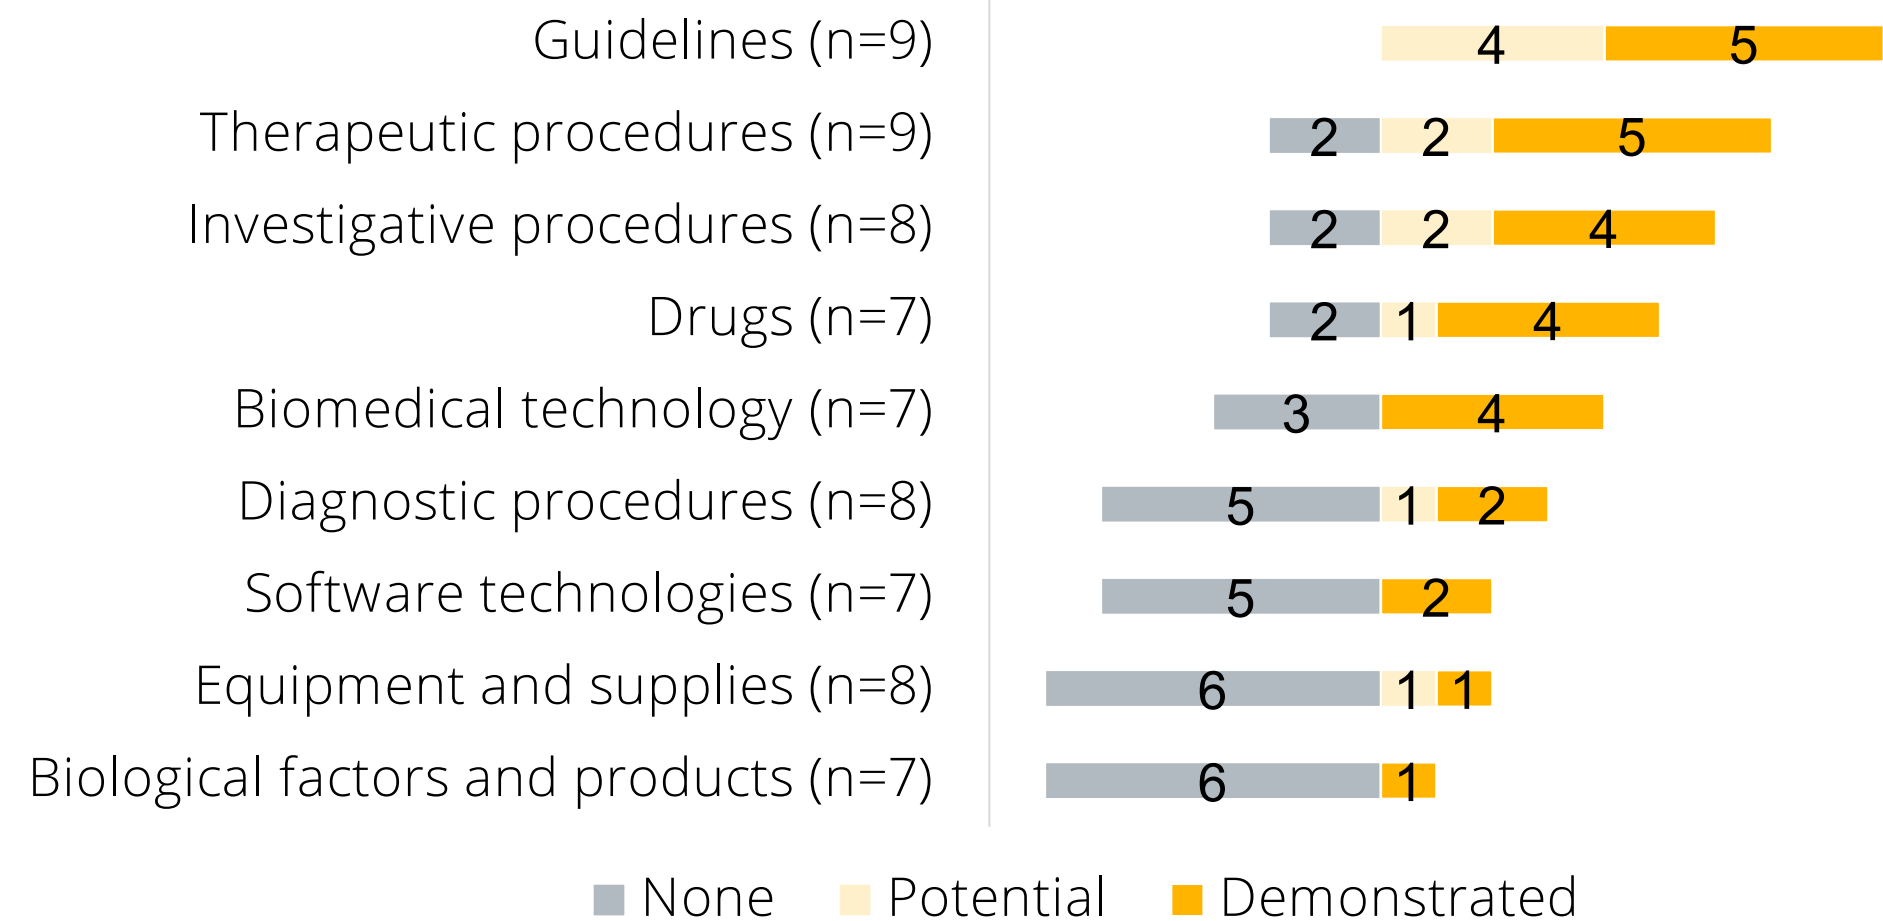 Guidelines (n=9) 4 5
Therapeutic procedures (n=9) 2 2 5
Investigative procedures (n=8) 2 2 4
Drugs (n=7) 2 1 4
Biomedical technology (n=7) 3 4
Diagnostic procedures (n=8) 5 1 2
Software technologies (n=7) 5 2
Equipment and supplies (n=8) 6 1 1
Biological factors and products (n=7) 6 1
None Potential Demonstrated